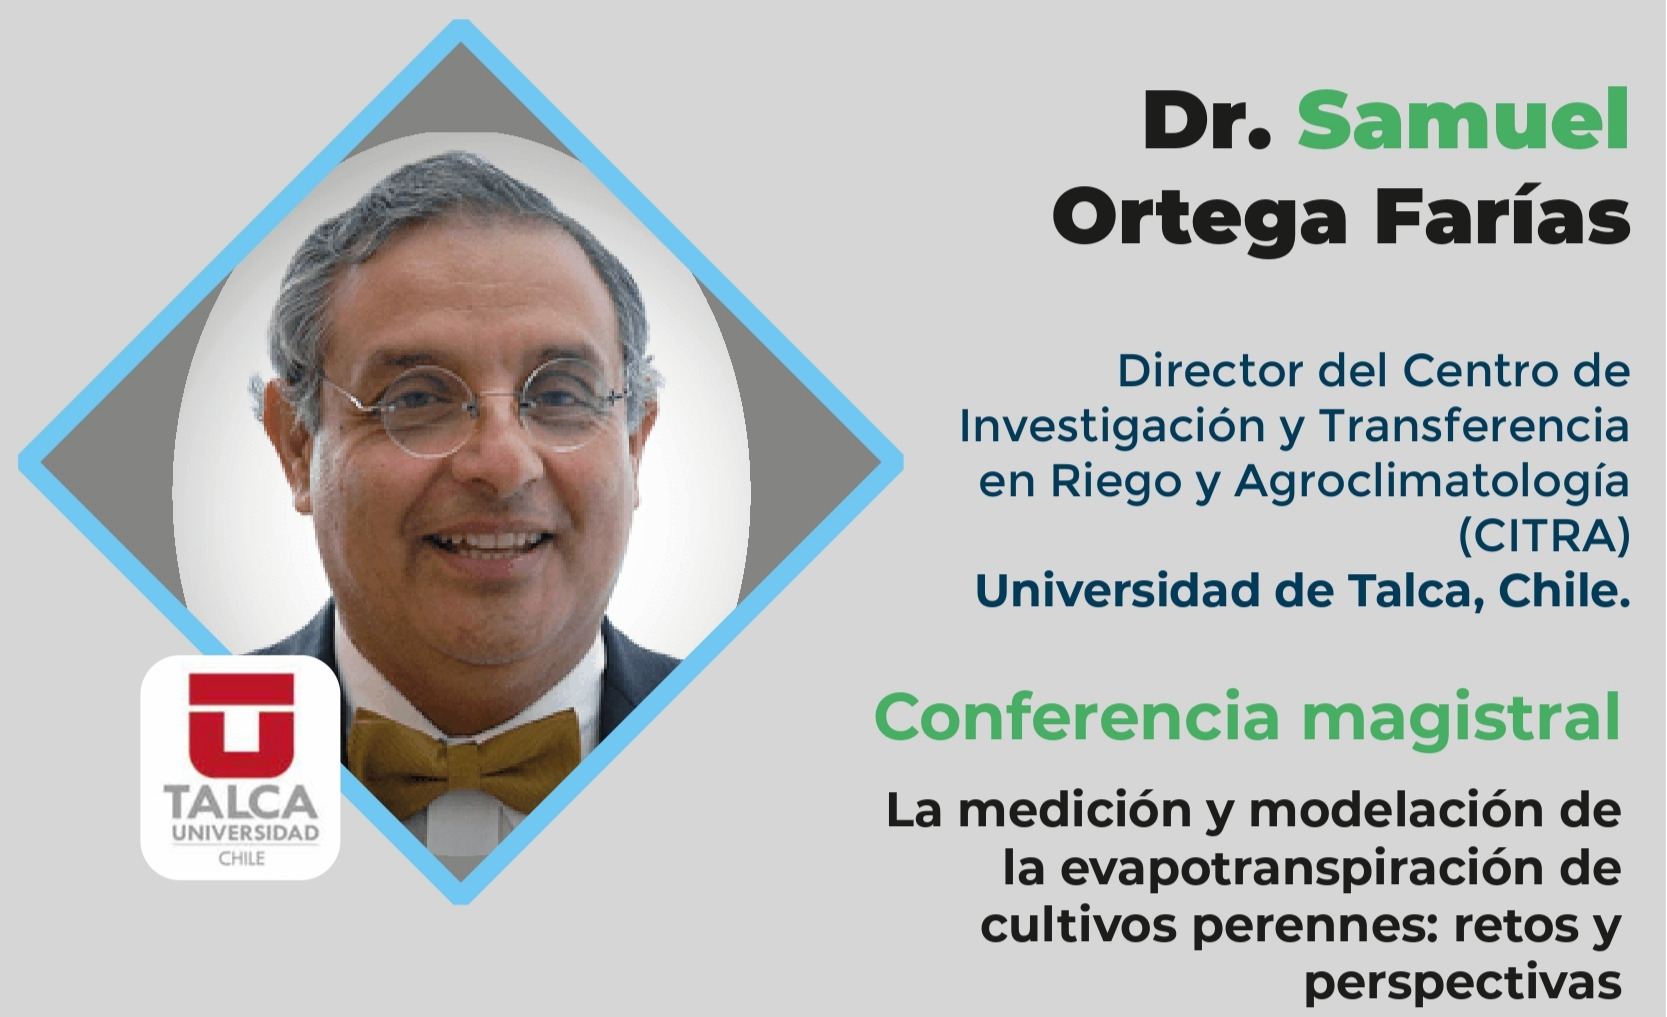 Dr. Samuel
Ortega Farías
Director del Centro de
Investigación y Transferencia
en Riego y Agroclimatología
(CITRA)
Universidad de Talca, Chile.
Conferencia magistral
La medición y modelación de
la evapotranspiración de
cultivos perennes: retos y
perspectivas
TALCA
UNIVERSIDAD
CHILE